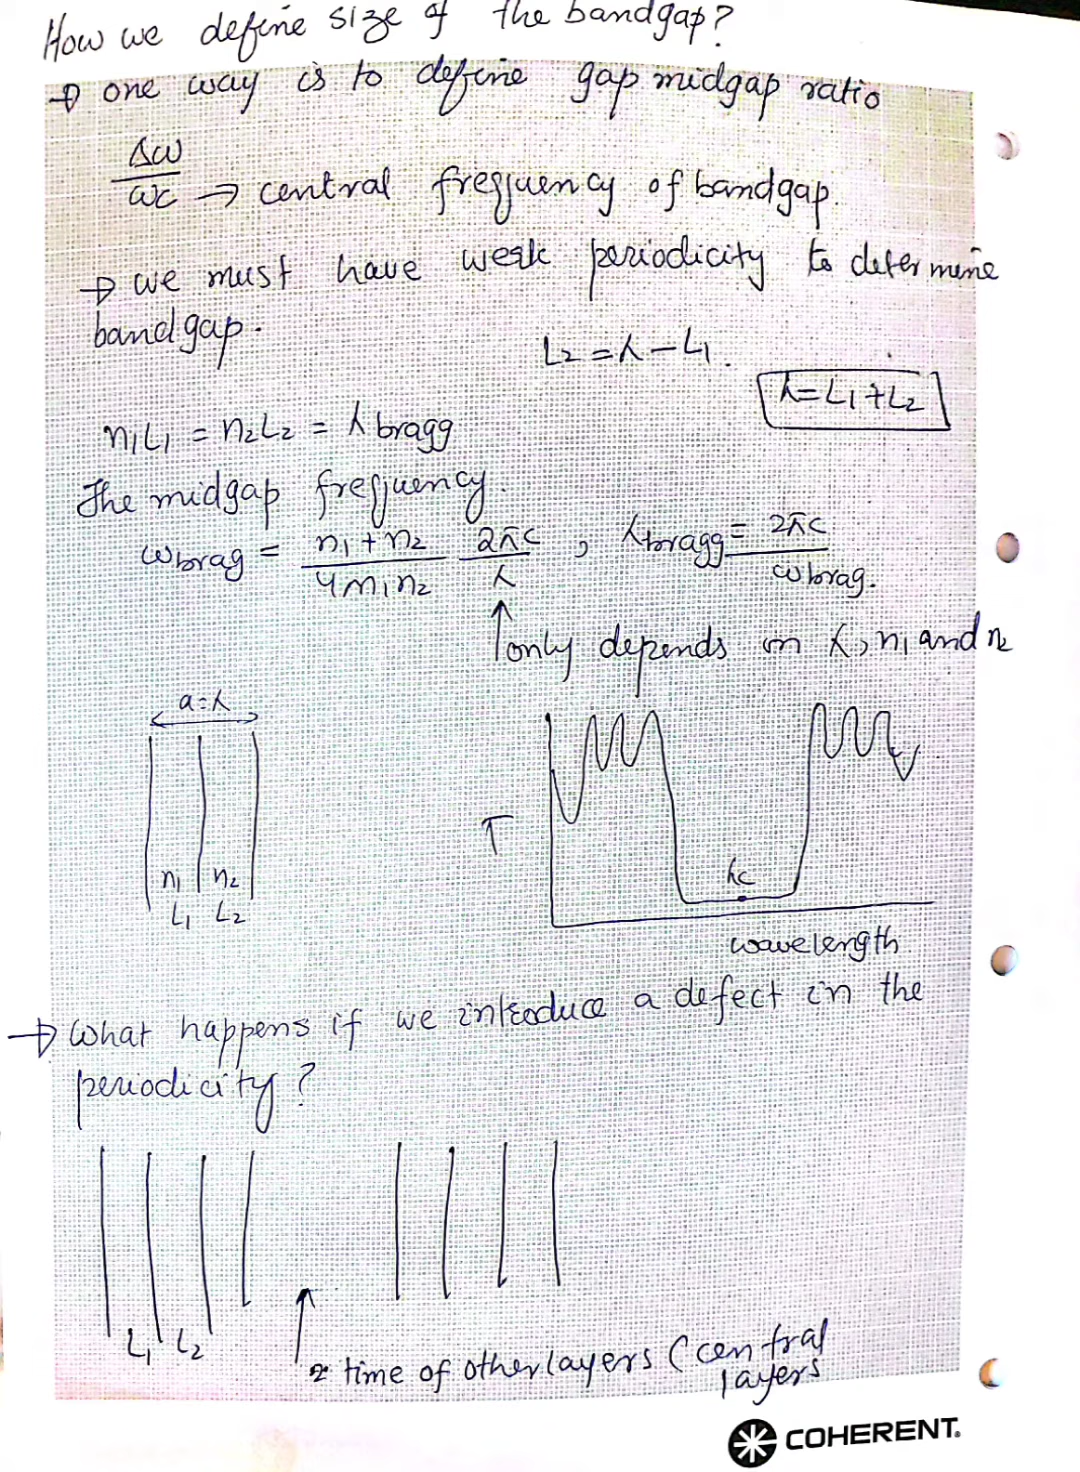 How we define size of the bandgap?
→ one way is to define gap midgap ratio
Δω
ωc → central frequency of bandgap.
→ we must have weak periodicity to determine
bandgap.
L2 = Λ - L1.
Λ = L1 + L2
n1L1 = n2L2 = λ bragg
The midgap frequency.
ωbrag = n1 + n2 / 4n1n2 2πc / Λ , λbragg = 2πc / ωbrag.
↑ only depends on Λ, n1 and n2
a = Λ
T
n1 n2
λc
L1 L2
wavelength
→ What happens if we introduce a defect in the
periodicity?
L1 L2
2 time of other layers (central
layers
COHERENT.